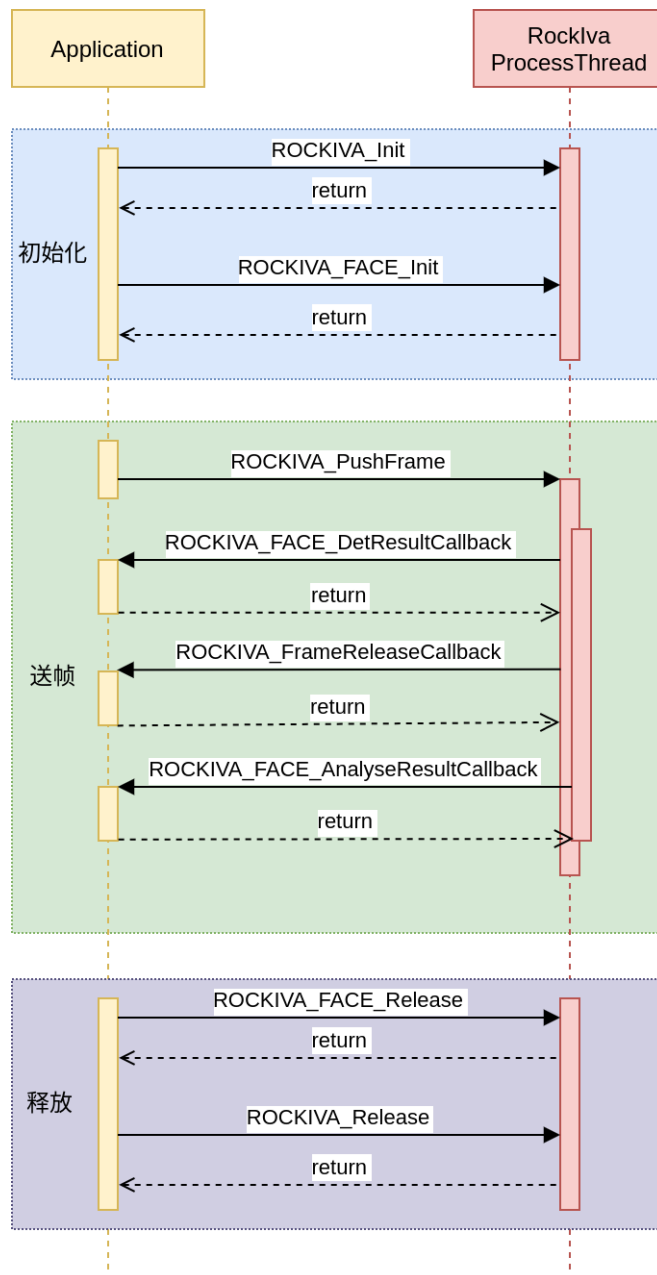 Application
RockIva
ProcessThread
ROCKIVA_Init
return
初始化
ROCKIVA_FACE_Init
return
ROCKIVA_PushFrame
ROCKIVA_FACE_DetResultCallback
return
ROCKIVA_FrameReleaseCallback
送帧
return
ROCKIVA_FACE_AnalyseResultCallback
return
ROCKIVA_FACE_Release
return
释放
ROCKIVA_Release
return